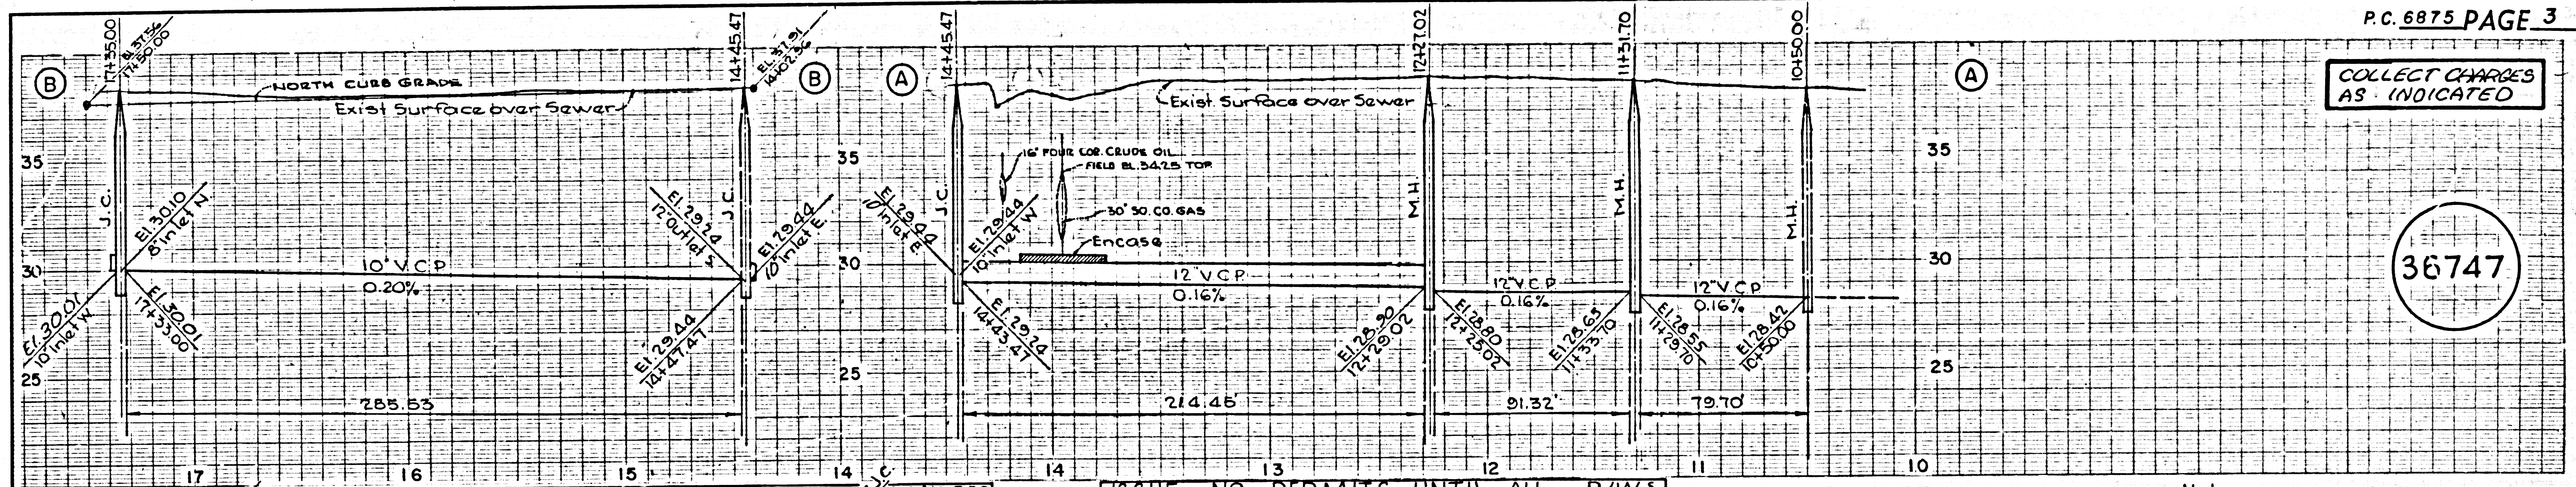 P.C. 6875 PAGE 3
COLLECT CHARGES
AS INDICATED
36747
B
17+35.00
El. 37.56
17+50.00
NORTH CURB GRADE
Exist Surface over Sewer
14+45.47
EL. 37.91
14+02.36
B
35
30
25
J.C.
El. 30.10
8" Inlet N.
El. 30.01
10" Inlet W
El. 30.01
17+33.00
10" V.C.P.
0.20%
El. 29.24
12" Outlet S
J.C.
El. 29.44
10" Inlet E
El. 29.44
14+47.47
285.53
17
16
15
14
A
14+45.47
Exist. Surface over Sewer
12+27.02
11+31.70
10+50.00
A
35
30
25
El. 29.44
10" Inlet E
J.C.
El. 29.44
10" Inlet W
16" FOUR COR. CRUDE OIL
FIELD EL. 34.25 TOP
30" SO. CO. GAS
Encase
12" V.C.P.
0.16%
El. 29.24
14+43.47
M.H.
El. 28.90
12+29.02
El. 28.80
12+25.02
12" V.C.P.
0.16%
M.H.
El. 28.65
11+33.70
El. 28.55
11+29.70
12" V.C.P.
0.16%
M.H.
El. 28.42
10+50.00
214.45'
91.32'
79.70'
35
30
25
14
13
12
11
10
ISSUE NO PERMITS UNTIL ALL R/W'S